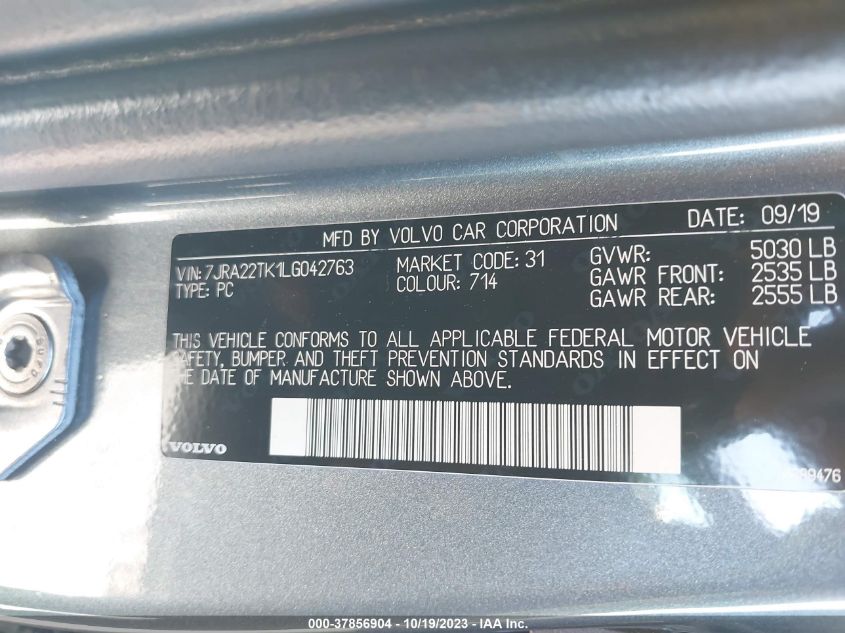 MFD BY VOLVO CAR CORPORATION DATE: 09/19
VIN: 7JRA22TK1LG042763 MARKET CODE: 31 GVWR: 5030 LB
TYPE: PC COLOUR: 714 GAWR FRONT: 2535 LB
GAWR REAR: 2555 LB
THIS VEHICLE CONFORMS TO ALL APPLICABLE FEDERAL MOTOR VEHICLE
SAFETY, BUMPER AND THEFT PREVENTION STANDARDS IN EFFECT ON
THE DATE OF MANUFACTURE SHOWN ABOVE.
VOLVO
000-37856904 - 10/19/2023 - IAA Inc.